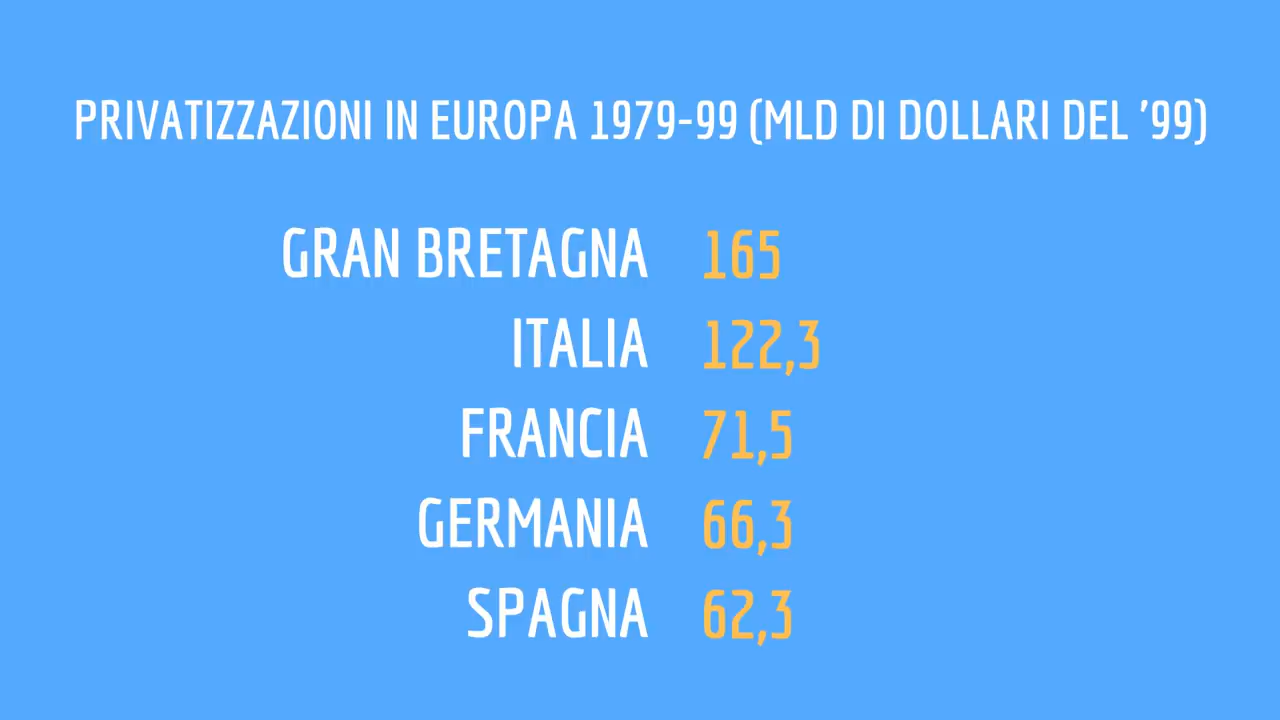 PRIVATIZZAZIONI IN EUROPA 1979-99 (MLD DI DOLLARI DEL '99)
GRAN BRETAGNA 165
ITALIA 122,3
FRANCIA 71,5
GERMANIA 66,3
SPAGNA 62,3